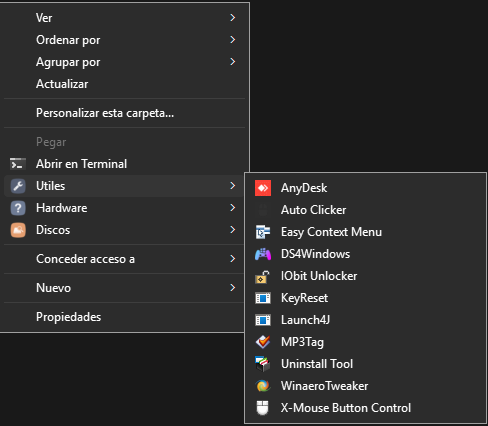 Ver
Ordenar por
Agrupar por
Actualizar
Personalizar esta carpeta...
Pegar
Abrir en Terminal
Utiles
Hardware
Discos
Conceder acceso a
Nuevo
Propiedades
AnyDesk
Auto Clicker
Easy Context Menu
DS4Windows
IObit Unlocker
KeyReset
Launch4J
MP3Tag
Uninstall Tool
WinaeroTweaker
X-Mouse Button Control